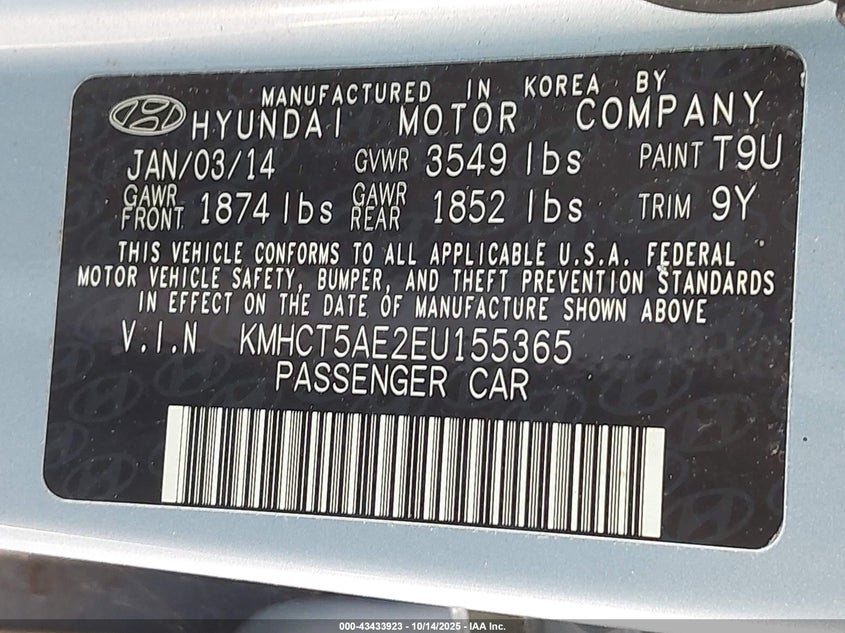 MANUFACTURED IN KOREA BY
HYUNDAI MOTOR COMPANY
JAN/03/14 GVWR 3549 lbs PAINT T9U
GAWR FRONT 1874 lbs GAWR REAR 1852 lbs TRIM 9Y
THIS VEHICLE CONFORMS TO ALL APPLICABLE U.S.A. FEDERAL
MOTOR VEHICLE SAFETY, BUMPER, AND THEFT PREVENTION STANDARDS
IN EFFECT ON THE DATE OF MANUFACTURE SHOWN ABOVE
V.I.N KMHCT5AE2EU155365
PASSENGER CAR
000-43433923 - 10/14/2025 - IAA Inc.